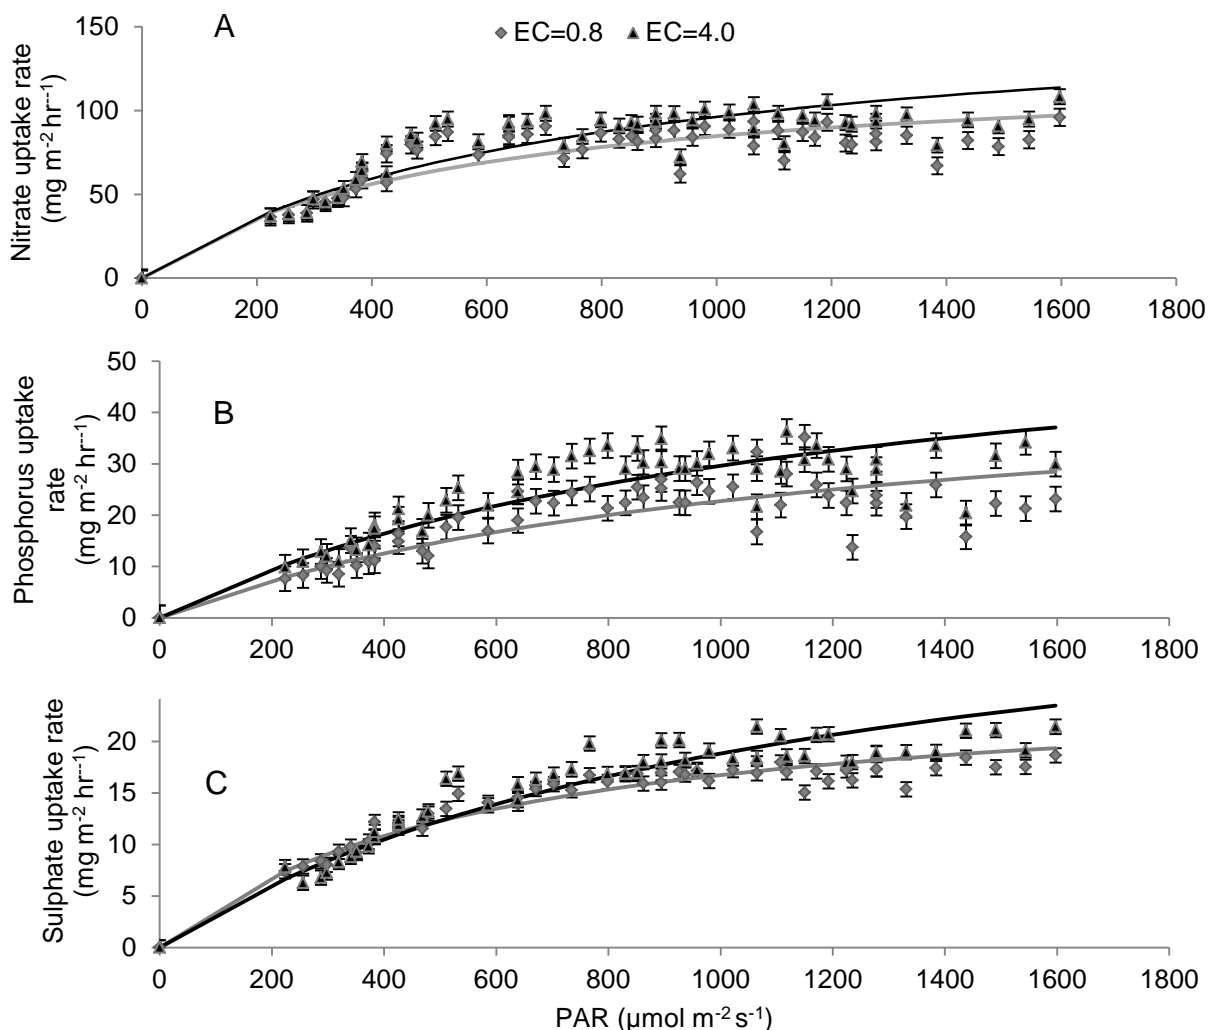 A
EC=0.8 EC=4.0
Nitrate uptake rate
(mg m-2 hr--1)
150
100
50
0
0 200 400 600 800 1000 1200 1400 1600 1800
B
Phosphorus uptake
rate
(mg m-2 hr--1)
50
40
30
20
10
0
0 200 400 600 800 1000 1200 1400 1600 1800
C
Sulphate uptake rate
(mg m-2 hr--1)
20
15
10
5
0
0 200 400 600 800 1000 1200 1400 1600 1800
PAR (μmol m-2 s-1)